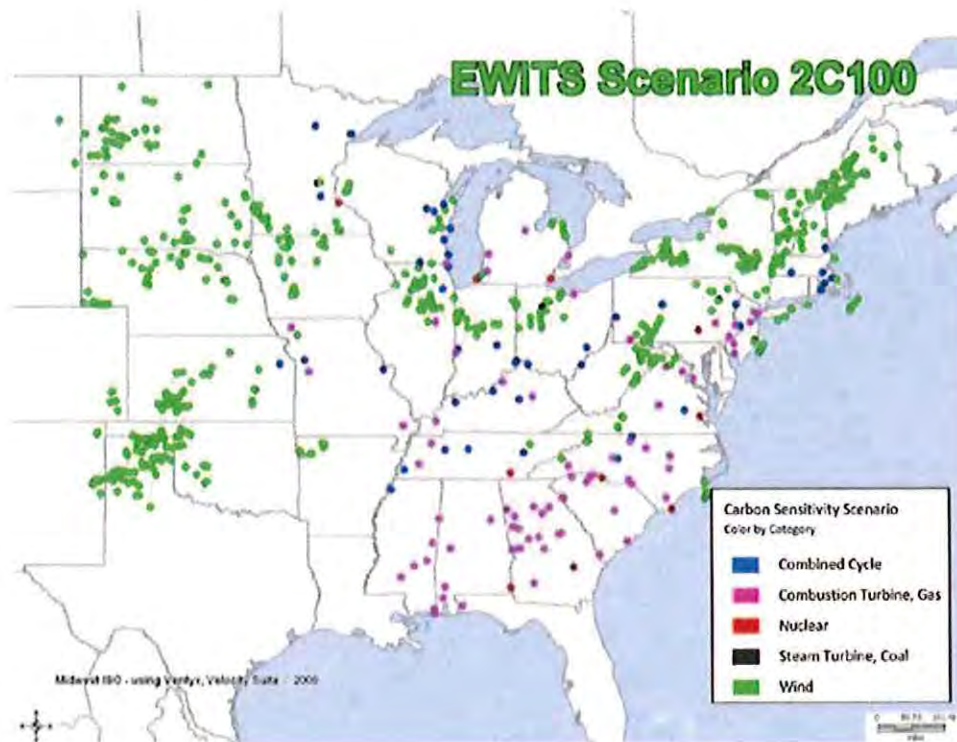 EWITS Scenario 2C100
Carbon Sensitivity Scenario
Color by Category
Combined Cycle
Combustion Turbine, Gas
Nuclear
Steam Turbine, Coal
Wind
Midwest ISO - using Ventyx, Velocity Suite 2009
0